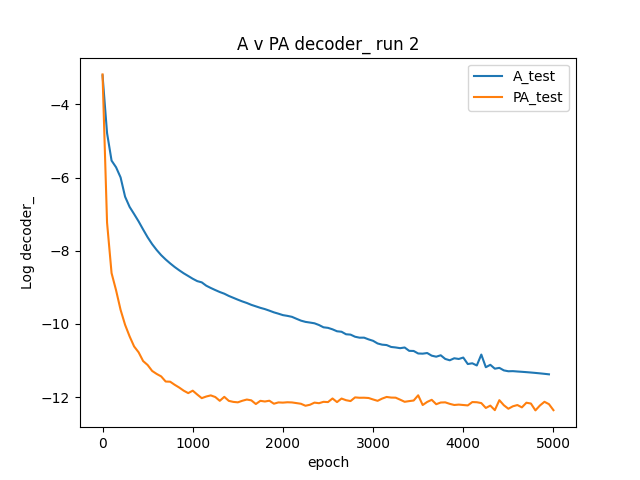 A v PA decoder_ run 2
A_test
PA_test
Log decoder_
−4
−6
−8
−10
−12
0
1000
2000
3000
4000
5000
epoch